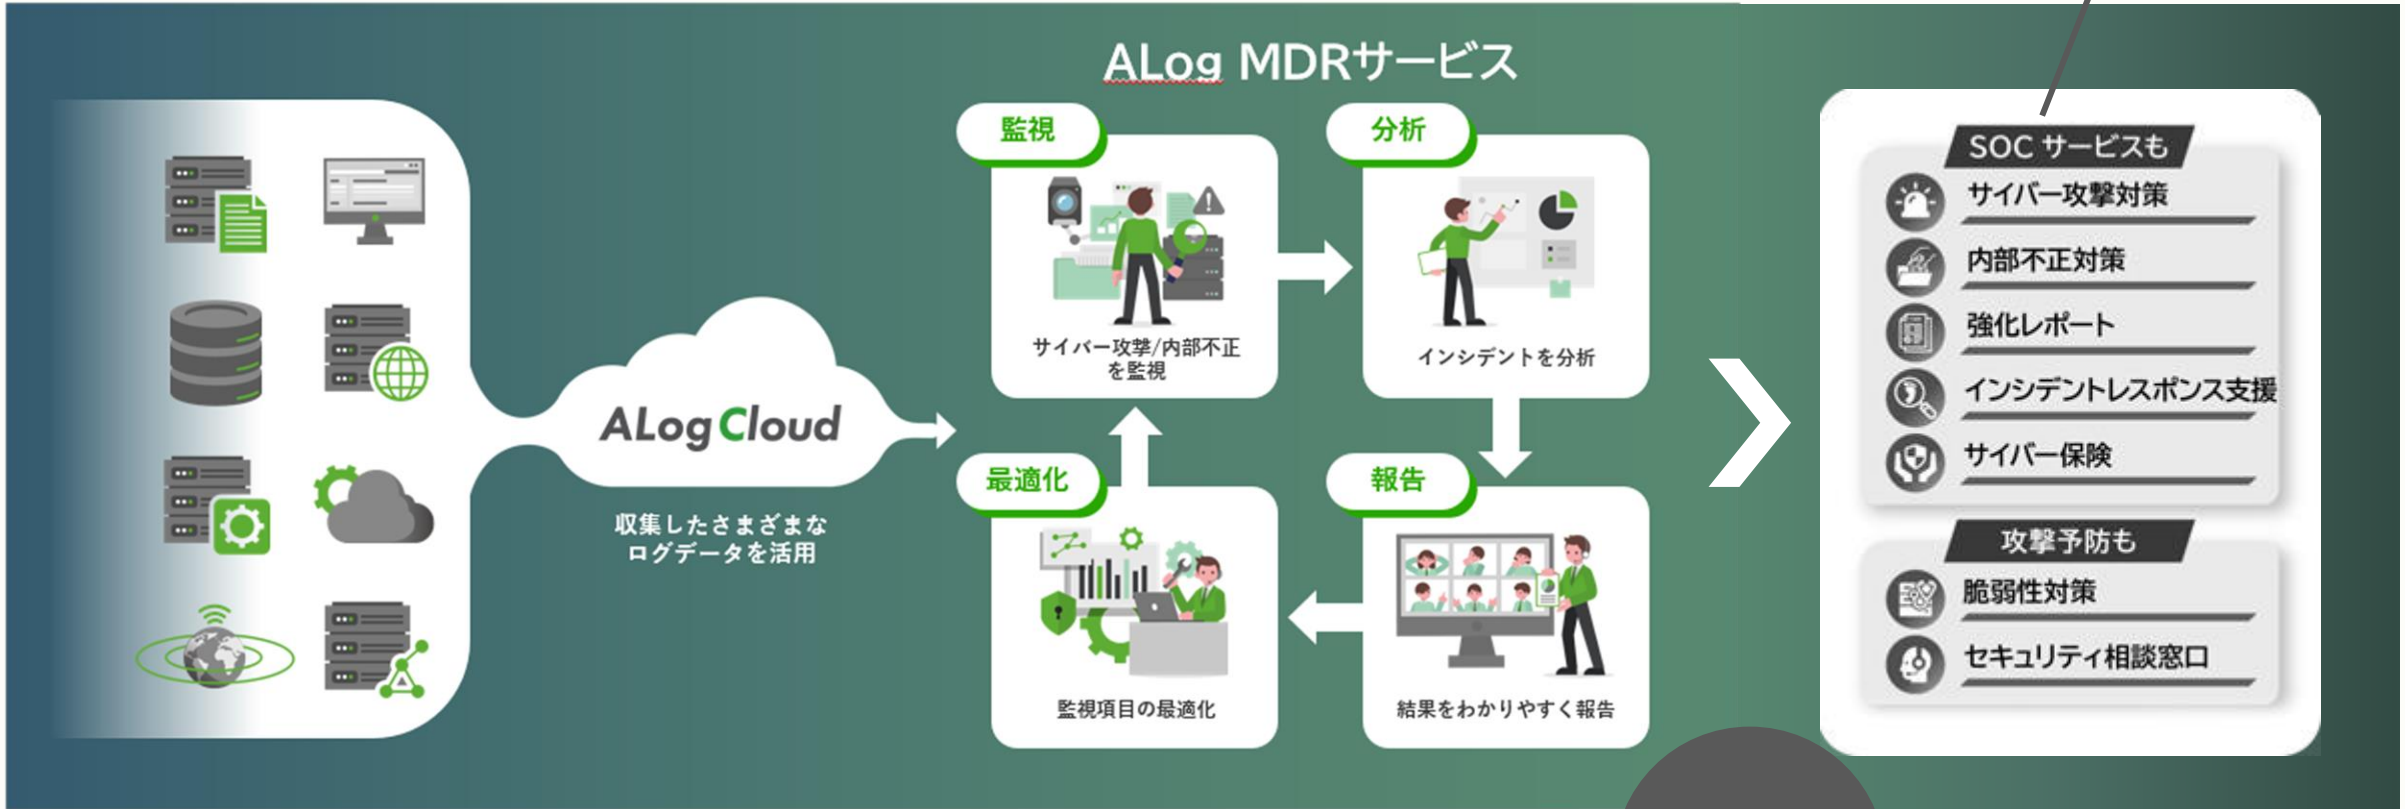 ALog MDRサービス
ALog Cloud
収集したさまざまな
ログデータを活用
監視
サイバー攻撃/内部不正
を監視
分析
インシデントを分析
最適化
監視項目の最適化
報告
結果をわかりやすく報告
SOC サービスも
サイバー攻撃対策
内部不正対策
強化レポート
インシデントレスポンス支援
サイバー保険
攻撃予防も
脆弱性対策
セキュリティ相談窓口